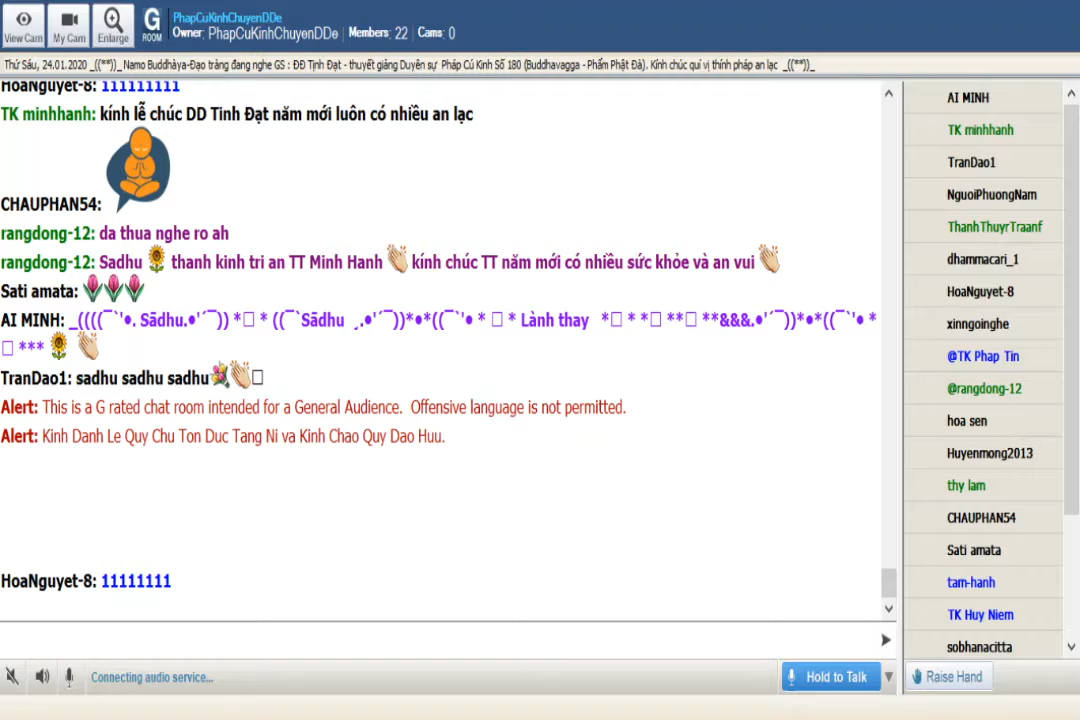 View Cam My Cam Enlarge G ROOM
PhapCuKinhChuyenDDe
Owner: PhapCuKinhChuyenDDe Members: 22 Cams: 0
Thứ Sáu, 24.01.2020 _((**))_ Namo Buddhàya-Đạo tràng đang nghe GS : ĐĐ Tịnh Đạt - thuyết giảng Duyên sự Pháp Cú Kinh Số 180 (Buddhavagga - Phẩm Phật Đà). Kính chúc quí vị thính pháp an lạc _((**))_
HoaNguyet-8: 111111111
TK minhhanh: kính lễ chúc DD Tinh Đạt năm mới luôn có nhiều an lạc
CHAUPHAN54:
rangdong-12: da thua nghe ro ah
rangdong-12: Sadhu 🌻 thanh kinh tri an TT Minh Hanh 👏 kính chúc TT năm mới có nhiều sức khỏe và an vui 👏
Sati amata: 🌷🌷🌷
AI MINH: _((((¯`'•. Sādhu.•'´¯)) *□ * ((¯`Sādhu ¸.•'´¯))*•*((¯`'• * □ * Lành thay *□ * *□ **□ **&&&.•'´¯))*•*((¯`'• *
□ *** 🌻 👏
TranDao1: sadhu sadhu sadhu💐👏□
Alert: This is a G rated chat room intended for a General Audience. Offensive language is not permitted.
Alert: Kinh Danh Le Quy Chu Ton Duc Tang Ni va Kinh Chao Quy Dao Huu.
HoaNguyet-8: 11111111
Connecting audio service...
Hold to Talk
AI MINH
TK minhhanh
TranDao1
NguoiPhuongNam
ThanhThuyrTraanf
dhammacari_1
HoaNguyet-8
xinngoinghe
@TK Phap Tin
@rangdong-12
hoa sen
Huyenmong2013
thy lam
CHAUPHAN54
Sati amata
tam-hanh
TK Huy Niem
sobhanacitta
Raise Hand